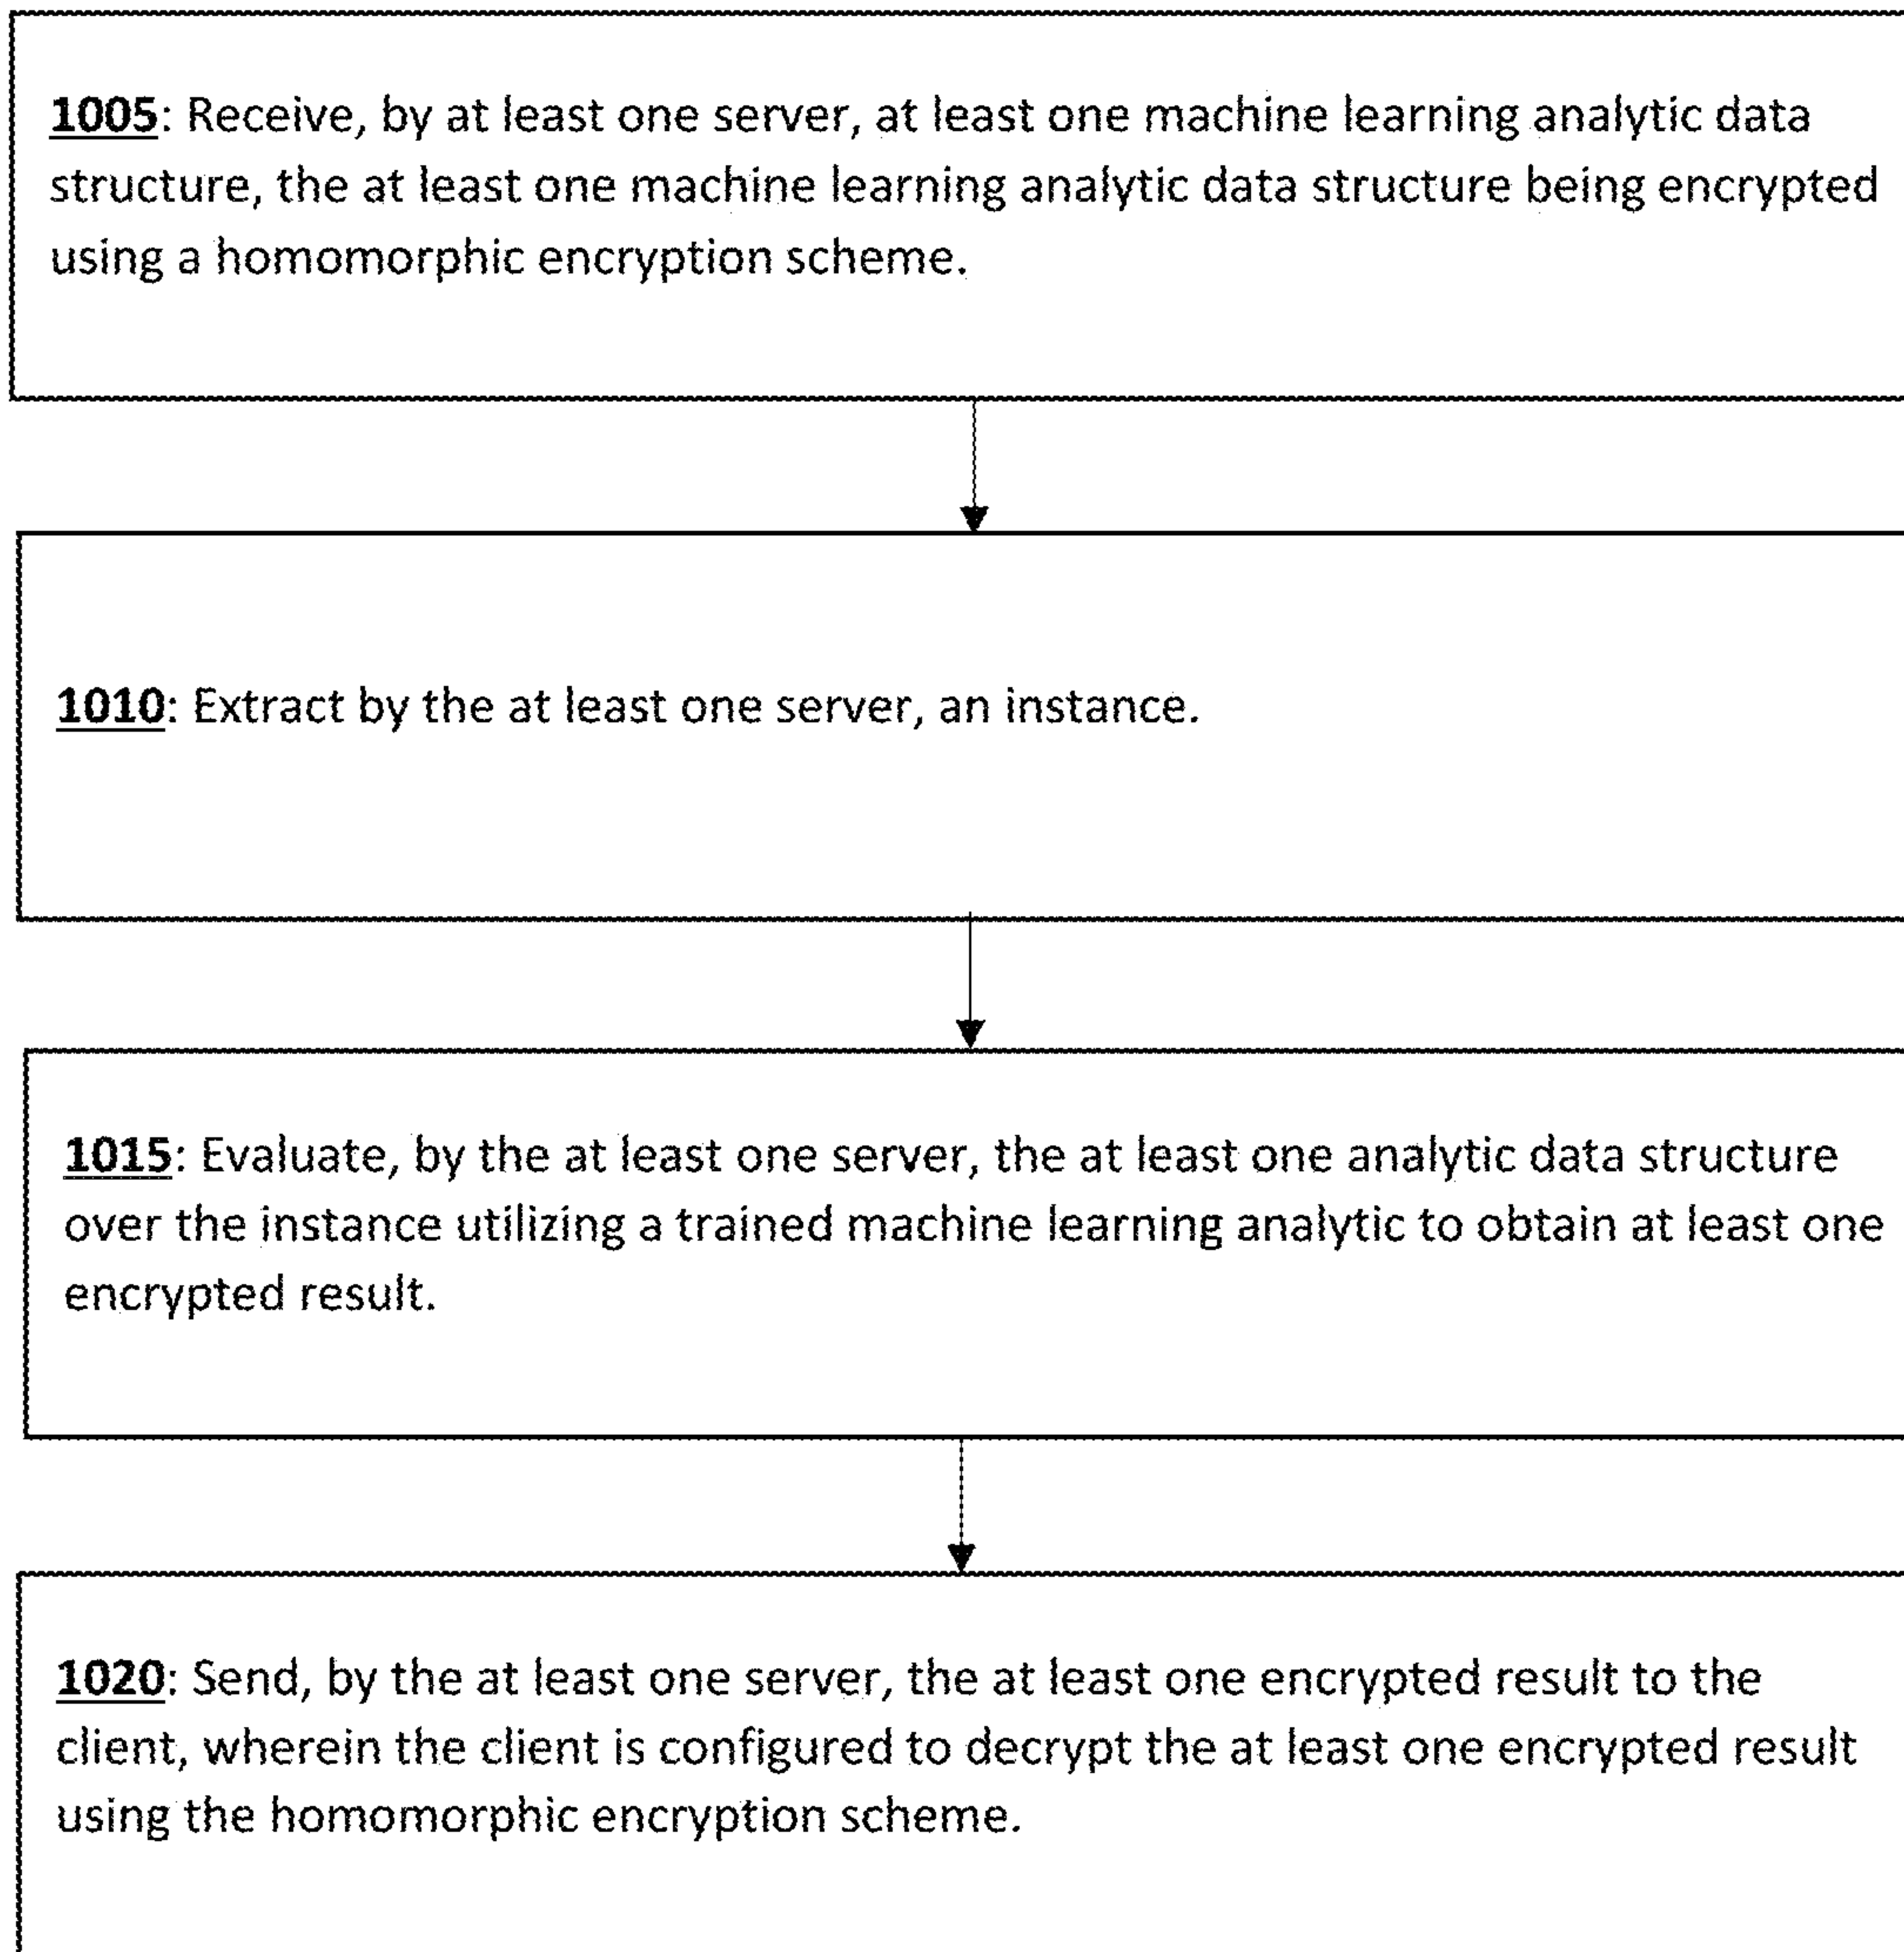 1005: Receive, by at least one server, at least one machine learning analytic data
structure, the at least one machine learning analytic data structure being encrypted
using a homomorphic encryption scheme.
1010: Extract by the at least one server, an instance.
1015: Evaluate, by the at least one server, the at least one analytic data structure
over the instance utilizing a trained machine learning analytic to obtain at least one
encrypted result.
1020: Send, by the at least one server, the at least one encrypted result to the
client, wherein the client is configured to decrypt the at least one encrypted result
using the homomorphic encryption scheme.